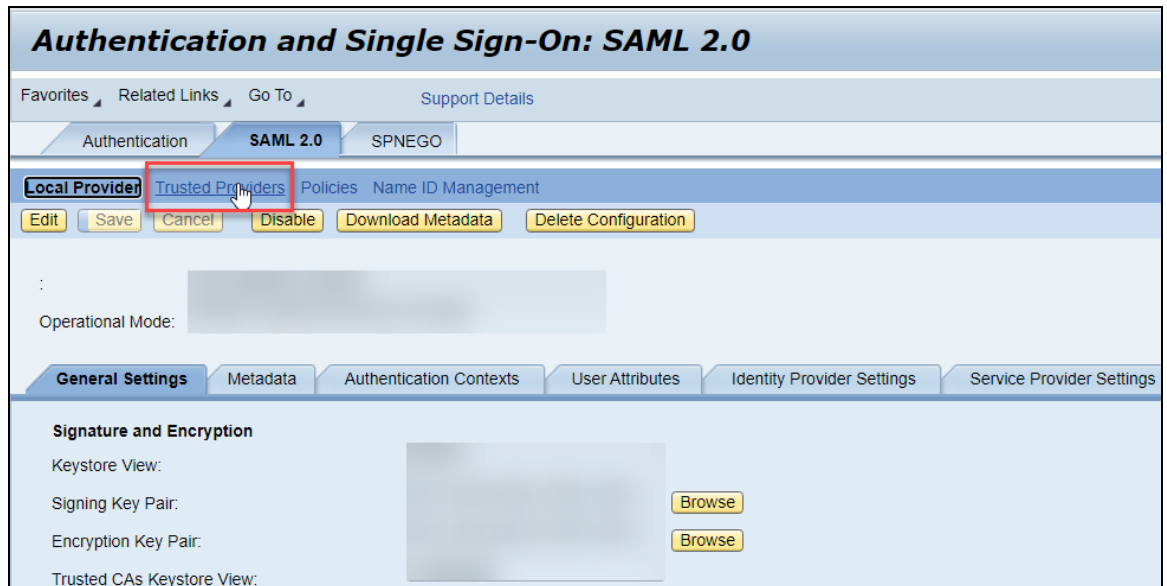 Authentication and Single Sign-On: SAML 2.0
Favorites Related Links Go To Support Details
Authentication SAML 2.0 SPNEGO
Local Provider Trusted Providers Policies Name ID Management
Edit Save Cancel Disable Download Metadata Delete Configuration
:
Operational Mode:
General Settings Metadata Authentication Contexts User Attributes Identity Provider Settings Service Provider Settings
Signature and Encryption
Keystore View:
Signing Key Pair: Browse
Encryption Key Pair: Browse
Trusted CAs Keystore View: